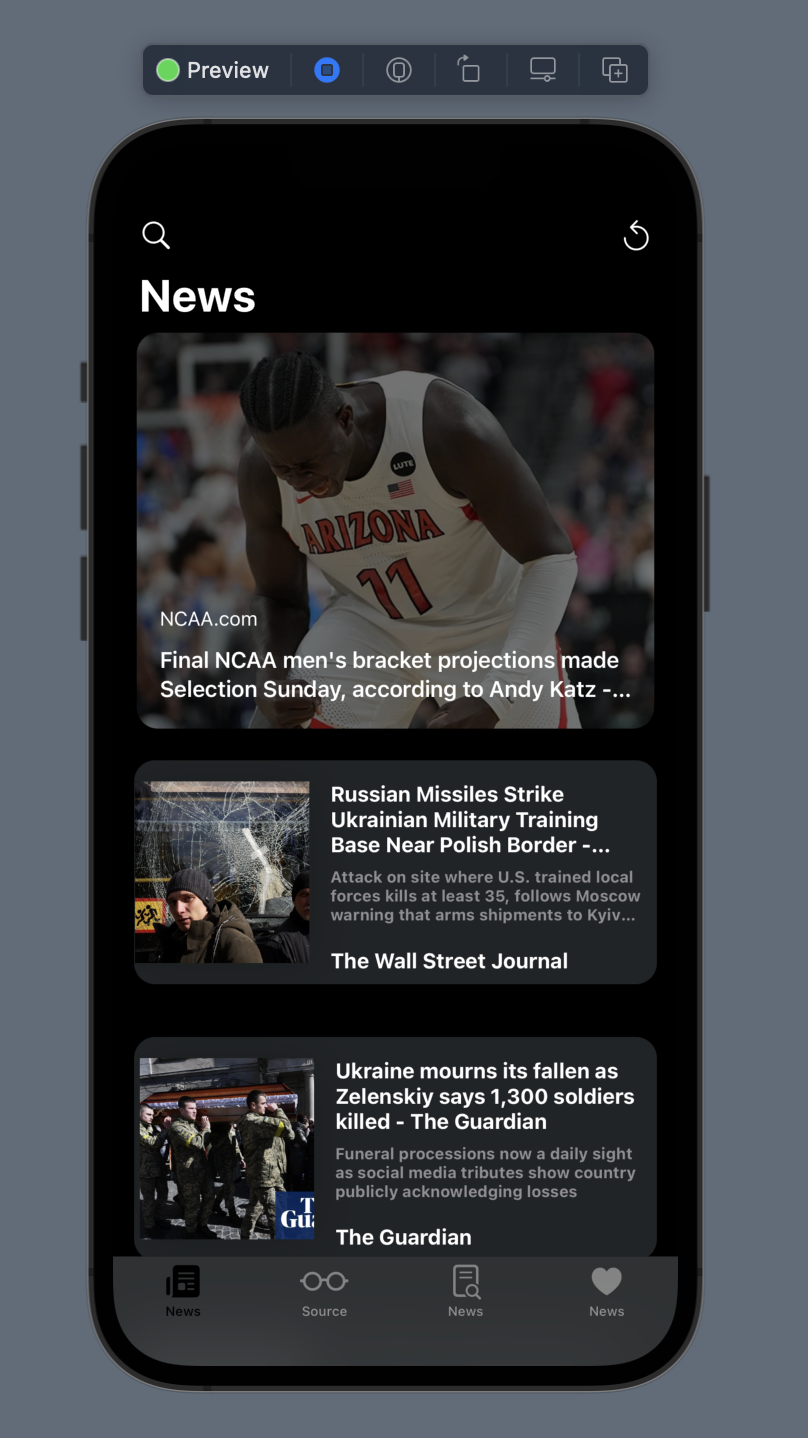 Preview
News
LUTE
ARIZONA
11
NCAA.com
Final NCAA men's bracket projections made
Selection Sunday, according to Andy Katz -...
Russian Missiles Strike
Ukrainian Military Training
Base Near Polish Border -...
Attack on site where U.S. trained local
forces kills at least 35, follows Moscow
warning that arms shipments to Kyiv...
The Wall Street Journal
Ukraine mourns its fallen as
Zelenskiy says 1,300 soldiers
killed - The Guardian
Funeral processions now a daily sight
as social media tributes show country
publicly acknowledging losses
T
Gu
The Guardian
News
Source
News
News